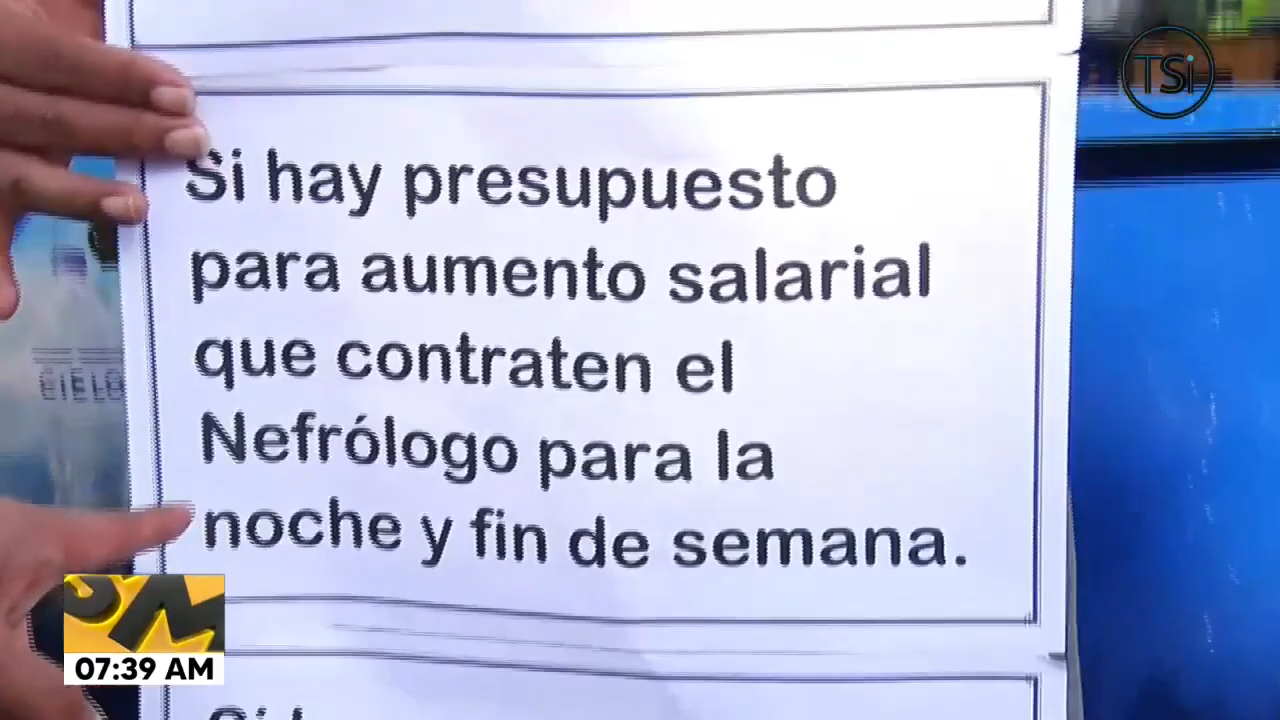 TSi
Si hay presupuesto
para aumento salarial
que contraten el
Nefrólogo para la
noche y fin de semana.
CIELO
07:39 AM